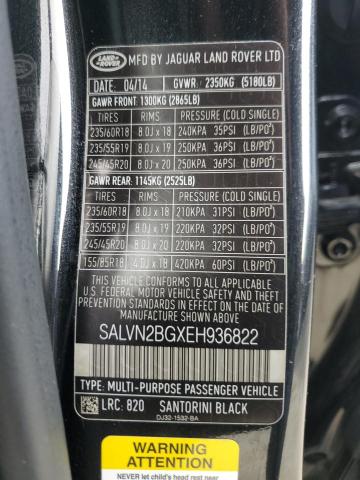 LAND
ROVER
MFD BY JAGUAR LAND ROVER LTD
DATE: 04/14 GVWR: 2350KG (5180LB)
GAWR FRONT: 1300KG (2865LB)
TIRES RIMS PRESSURE (COLD SINGLE)
235/60R18 8.0J x 18 240KPA 35PSI (LB/PO²)
235/55R19 8.0J x 19 250KPA 36PSI (LB/PO²)
245/45R20 8.0J x 20 250KPA 36PSI (LB/PO²)
GAWR REAR: 1145KG (2525LB)
TIRES RIMS PRESSURE (COLD SINGLE)
235/60R18 8.0J x 18 210KPA 31PSI (LB/PO²)
235/55R19 8.0J x 19 220KPA 32PSI (LB/PO²)
245/45R20 8.0J x 20 220KPA 32PSI (LB/PO²)
155/85R18 4.0J x 18 420KPA 60PSI (LB/PO²)
THIS VEHICLE CONFORMS TO ALL APPLICABLE
U.S. FEDERAL MOTOR VEHICLE SAFETY, BUMPER,
AND THEFT PREVENTION STANDARDS IN EFFECT ON
THE DATE OF MANUFACTURE SHOWN ABOVE.
SALVN2BGXEH936822
TYPE: MULTI-PURPOSE PASSENGER VEHICLE
LRC: 820 SANTORINI BLACK
DJ32-1532-BA
WARNING
ATTENTION
NEVER let children